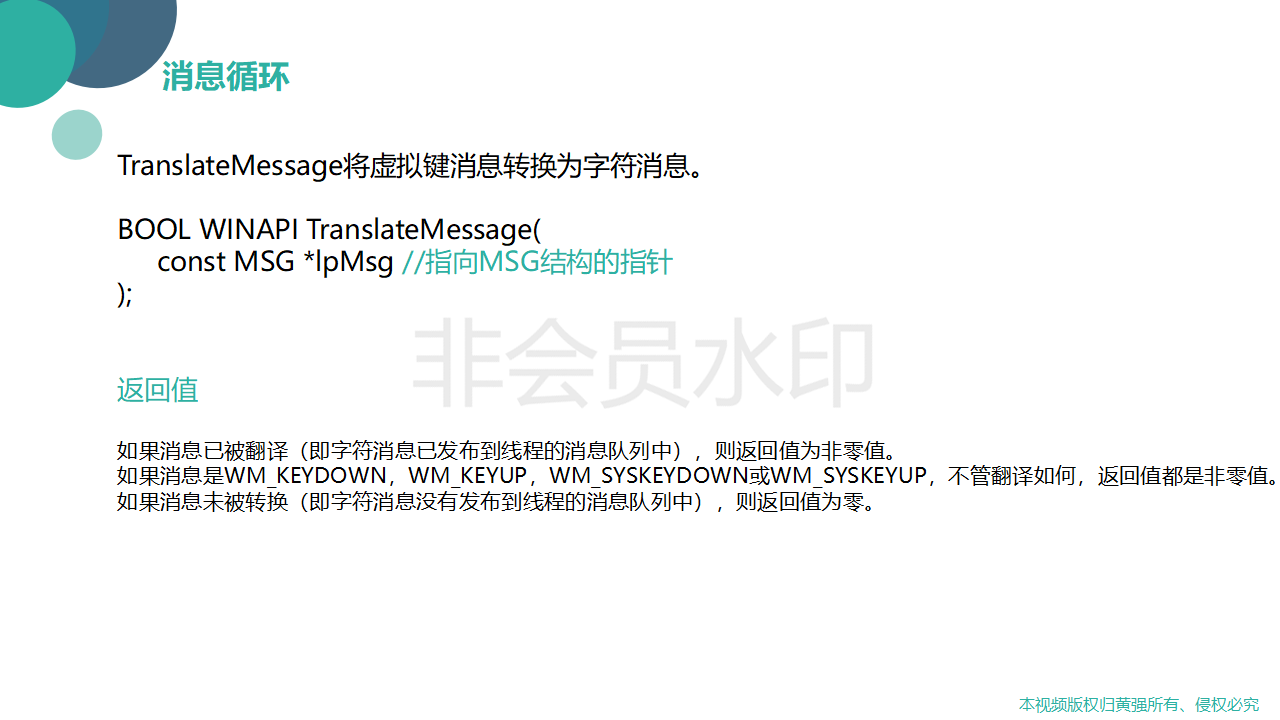 消息循环
TranslateMessage将虚拟键消息转换为字符消息。
BOOL WINAPI TranslateMessage(
const MSG *lpMsg //指向MSG结构的指针
);
非会员水印
返回值
如果消息已被翻译（即字符消息已发布到线程的消息队列中），则返回值为非零值。
如果消息是WM_KEYDOWN，WM_KEYUP，WM_SYSKEYDOWN或WM_SYSKEYUP，不管翻译如何，返回值都是非零值。
如果消息未被转换（即字符消息没有发布到线程的消息队列中），则返回值为零。
本视频版权归黄强所有、侵权必究